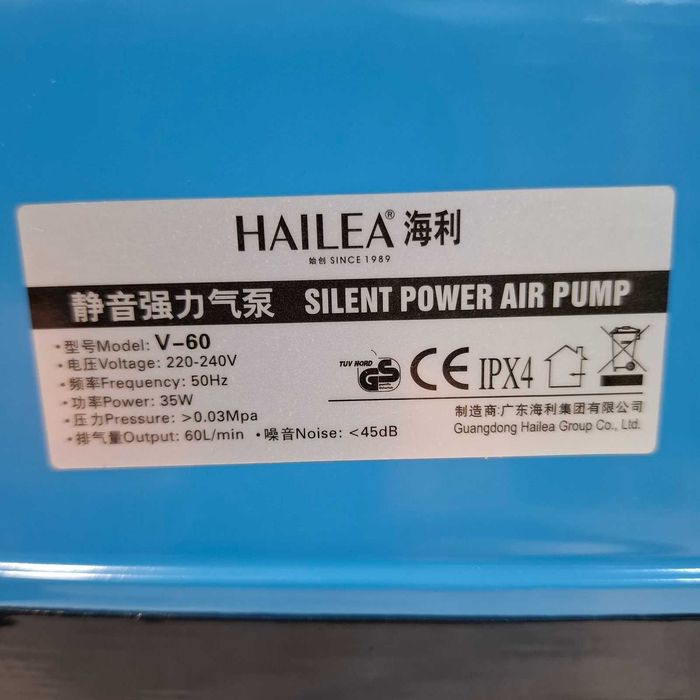 HAILEA® 海利
始创 SINCE 1989
静音强力气泵 SILENT POWER AIR PUMP
·型号Model: V-60
·电压Voltage: 220-240V
·频率Frequency: 50Hz
·功率Power: 35W
·压力Pressure: >0.03Mpa
·排气量Output: 60L/min ·噪音Noise: <45dB
TUV NORD
GS
CE IPX4
制造商:广东海利集团有限公司
Guangdong Hailea Group Co., Ltd.